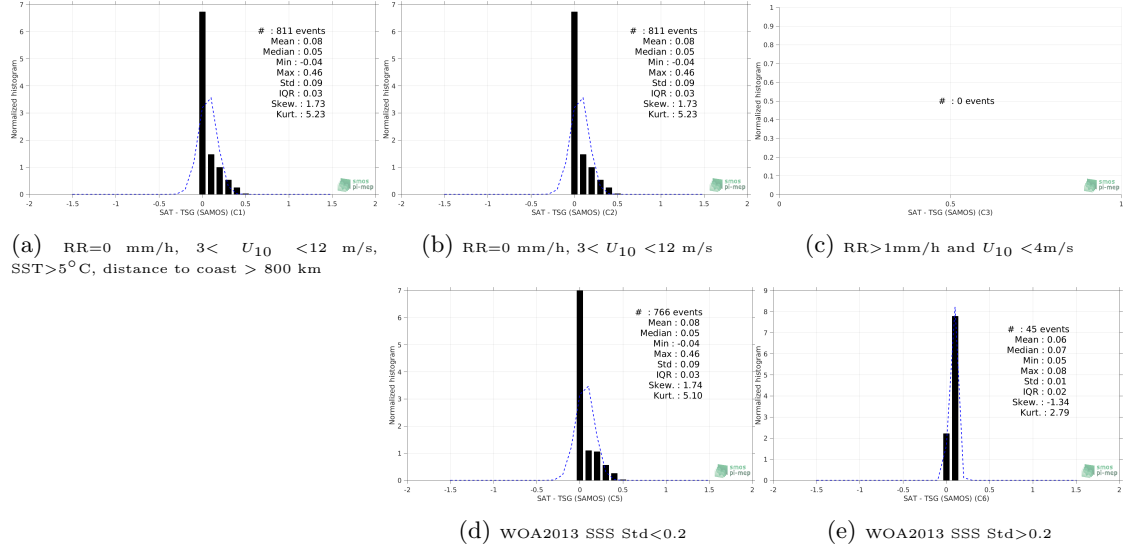 7
6
5
4
3
2
1
0
Normalized histogram
# : 811 events
Mean : 0.08
Median : 0.05
Min : -0.04
Max : 0.46
Std : 0.09
IQR : 0.03
Skew. : 1.73
Kurt. : 5.23
smos
pi-mep
-2 -1.5 -1 -0.5 0 0.5 1 1.5 2
SAT - TSG (SAMOS) (C1)
(a) RR=0 mm/h, 3< U10 <12 m/s,
SST>5°C, distance to coast > 800 km
7
6
5
4
3
2
1
0
Normalized histogram
# : 811 events
Mean : 0.08
Median : 0.05
Min : -0.04
Max : 0.46
Std : 0.09
IQR : 0.03
Skew. : 1.73
Kurt. : 5.23
smos
pi-mep
-2 -1.5 -1 -0.5 0 0.5 1 1.5 2
SAT - TSG (SAMOS) (C2)
(b) RR=0 mm/h, 3< U10 <12 m/s
1
0.9
0.8
0.7
0.6
0.5
0.4
0.3
0.2
0.1
0
Normalized histogram
# : 0 events
smos
pi-mep
0 0.5 1
SAT - TSG (SAMOS) (C3)
(c) RR>1mm/h and U10 <4m/s
7
6
5
4
3
2
1
0
Normalized histogram
# : 766 events
Mean : 0.08
Median : 0.05
Min : -0.04
Max : 0.46
Std : 0.09
IQR : 0.03
Skew. : 1.74
Kurt. : 5.10
smos
pi-mep
-2 -1.5 -1 -0.5 0 0.5 1 1.5 2
SAT - TSG (SAMOS) (C5)
(d) WOA2013 SSS Std<0.2
9
8
7
6
5
4
3
2
1
0
Normalized histogram
# : 45 events
Mean : 0.06
Median : 0.07
Min : 0.05
Max : 0.08
Std : 0.01
IQR : 0.02
Skew. : -1.34
Kurt. : 2.79
smos
pi-mep
-2 -1.5 -1 -0.5 0 0.5 1 1.5 2
SAT - TSG (SAMOS) (C6)
(e) WOA2013 SSS Std>0.2